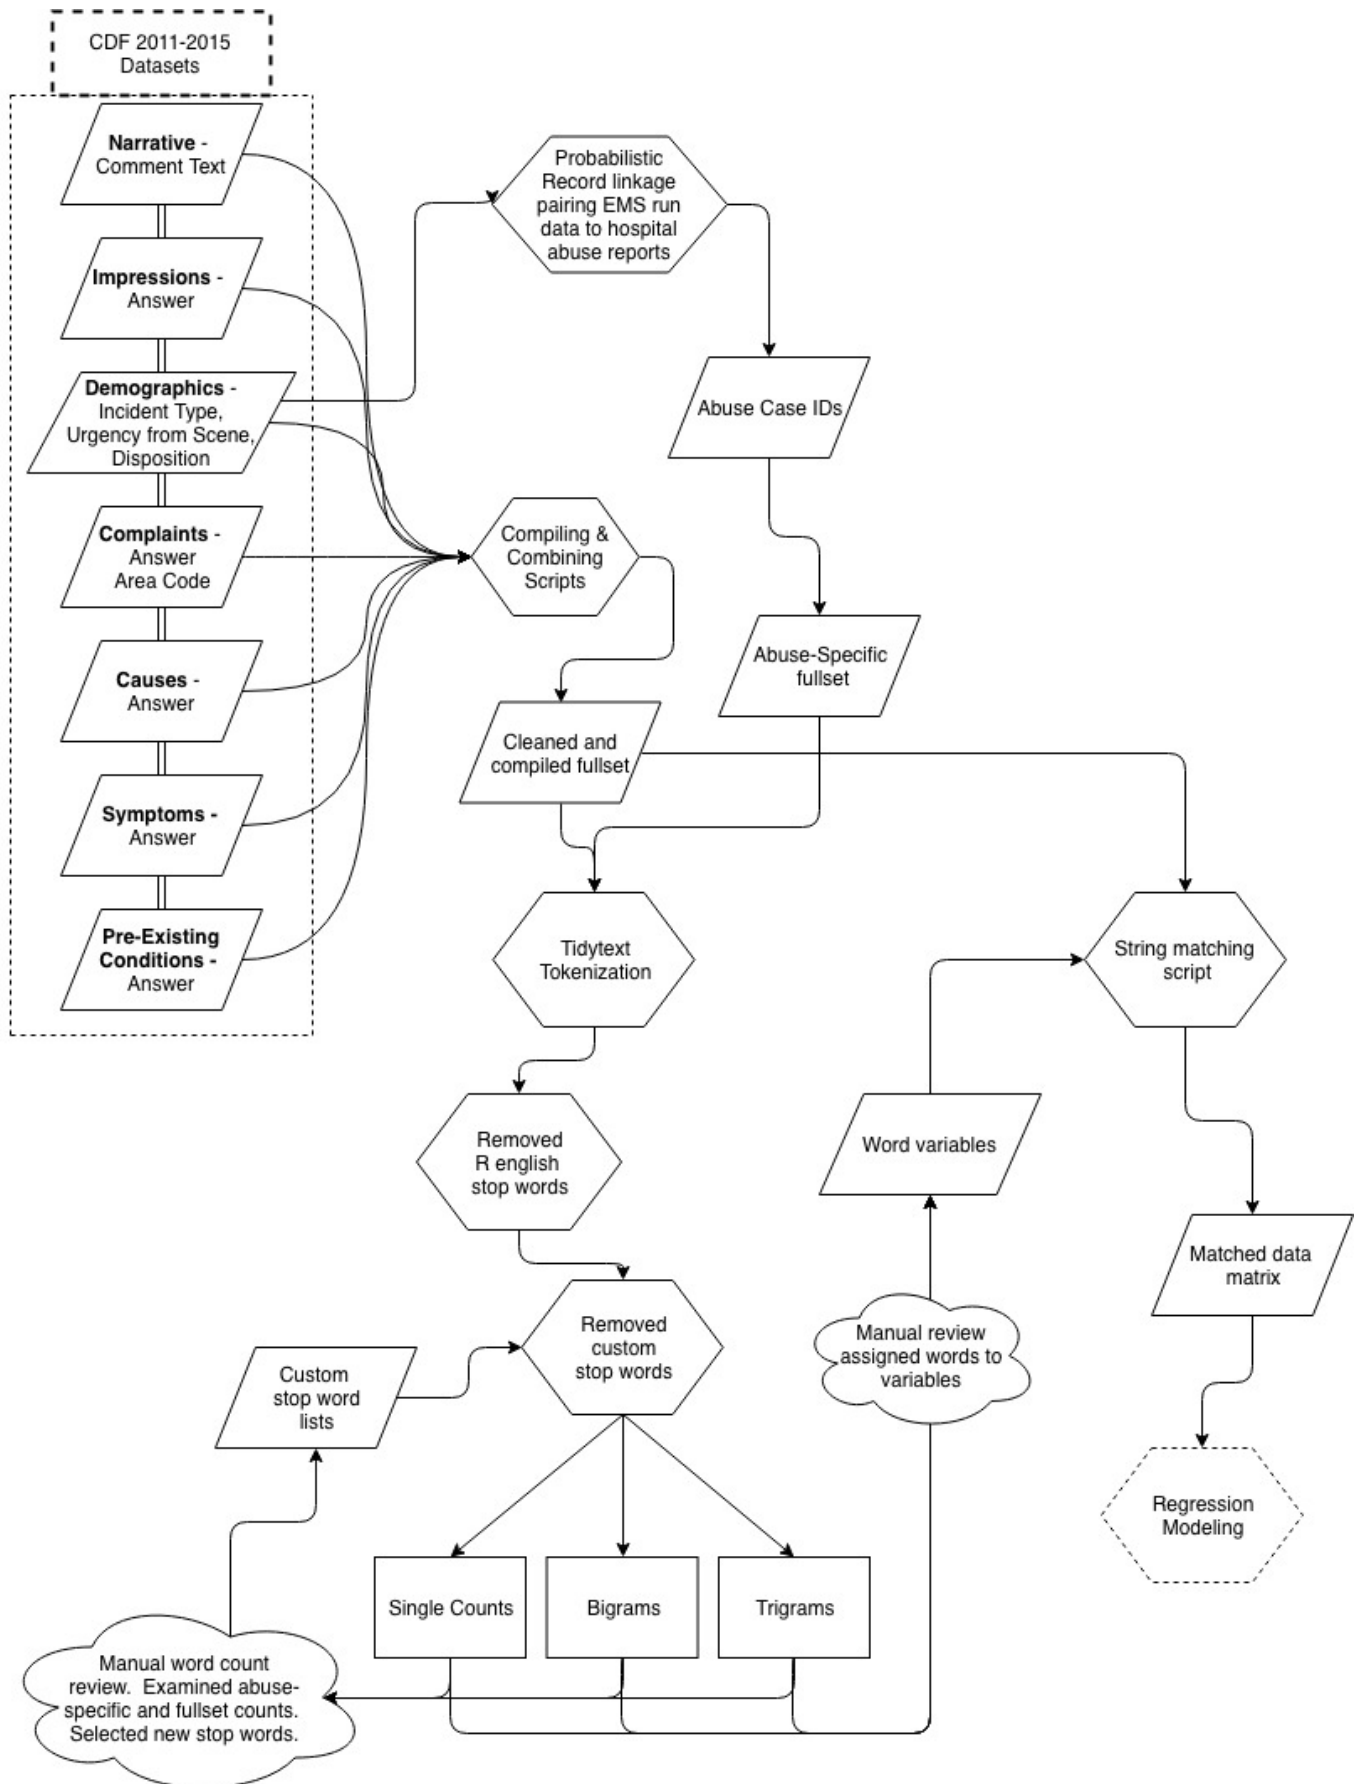 CDF 2011-2015
Datasets
Narrative -
Comment Text
Impressions -
Answer
Demographics -
Incident Type,
Urgency from Scene,
Disposition
Complaints -
Answer
Area Code
Causes -
Answer
Symptoms -
Answer
Pre-Existing
Conditions -
Answer
Probabilistic
Record linkage
pairing EMS run
data to hospital
abuse reports
Abuse Case IDs
Compiling &
Combining
Scripts
Abuse-Specific
fullset
Cleaned and
compiled fullset
Tidytext
Tokenization
String matching
script
Removed
R english
stop words
Word variables
Matched data
matrix
Removed
custom
stop words
Manual review
assigned words to
variables
Custom
stop word
lists
Regression
Modeling
Single Counts
Bigrams
Trigrams
Manual word count
review. Examined abuse-
specific and fullset counts.
Selected new stop words.